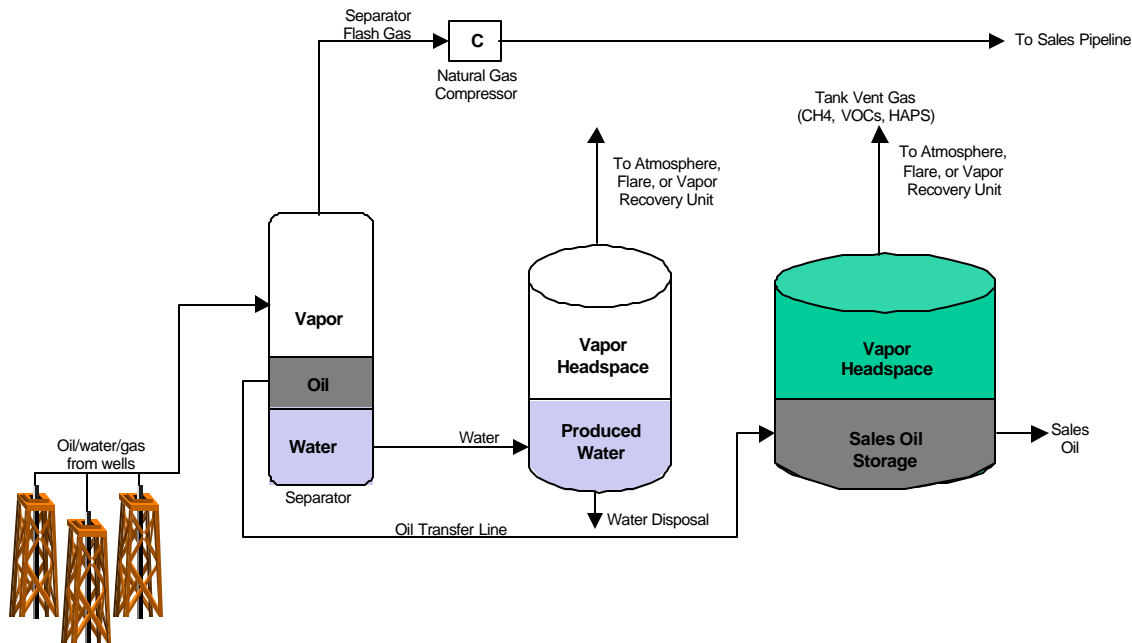 Separator
Flash Gas
C
Natural Gas
Compressor
To Sales Pipeline
Tank Vent Gas
(CH4, VOCs, HAPS)
To Atmosphere,
Flare, or Vapor
Recovery Unit
To Atmosphere,
Flare, or Vapor
Recovery Unit
Vapor
Oil
Water
Separator
Vapor
Headspace
Produced
Water
Vapor
Headspace
Sales Oil
Storage
Sales
Oil
Oil/water/gas
from wells
Water
Water Disposal
Oil Transfer Line